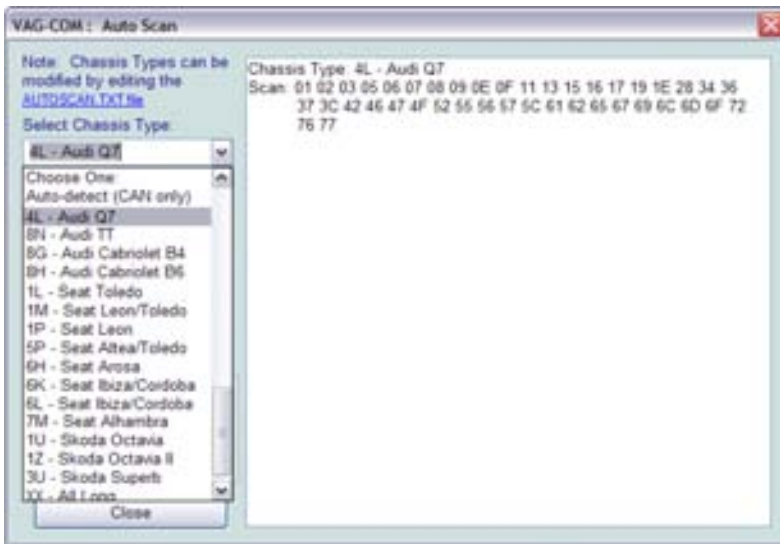 VAG-COM: Auto Scan
Note: Chassis Types can be
modified by editing the
AUTOSCAN.TXT file
Select Chassis Type:
4L - Audi Q7
Choose One:
Auto-detect (CAN only)
4L - Audi Q7
8N - Audi TT
8G - Audi Cabriolet B4
8H - Audi Cabriolet B6
1L - Seat Toledo
1M - Seat Leon/Toledo
1P - Seat Leon
5P - Seat Altea/Toledo
6H - Seat Arosa
6K - Seat Ibiza/Cordoba
6L - Seat Ibiza/Cordoba
7M - Seat Alhambra
1U - Skoda Octavia
1Z - Skoda Octavia II
3U - Skoda Superb
XX - All Long
Close
Chassis Type: 4L - Audi Q7
Scan: 01 02 03 05 06 07 08 09 0E 0F 11 13 15 16 17 19 1E 28 34 36
37 3C 42 46 47 4F 52 55 56 57 5C 61 62 65 67 69 6C 6D 6F 72
76 77